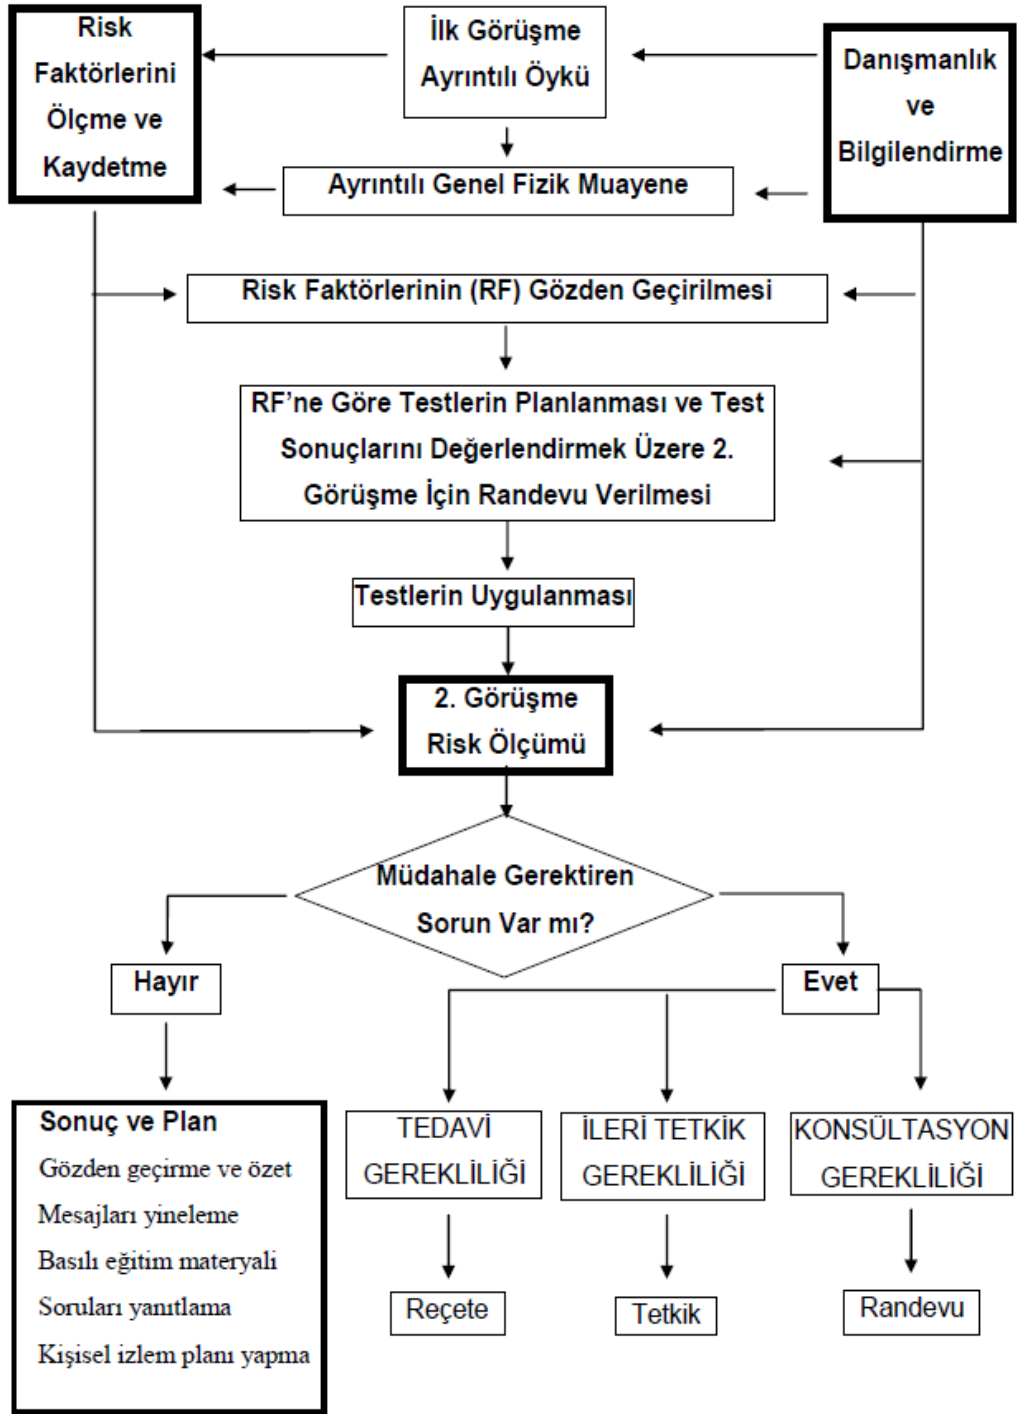 Risk
Faktörlerini
Ölçme ve
Kaydetme
İlk Görüşme
Ayrıntılı Öykü
Danışmanlık
ve
Bilgilendirme
Ayrıntılı Genel Fizik Muayene
Risk Faktörlerinin (RF) Gözden Geçirilmesi
RF’ne Göre Testlerin Planlanması ve Test
Sonuçlarını Değerlendirmek Üzere 2.
Görüşme İçin Randevu Verilmesi
Testlerin Uygulanması
2. Görüşme
Risk Ölçümü
Müdahale Gerektiren
Sorun Var mı?
Hayır
Evet
Sonuç ve Plan
Gözden geçirme ve özet
Mesajları yineleme
Basılı eğitim materyali
Soruları yanıtlama
Kişisel izlem planı yapma
TEDAVİ
GEREKLİLİĞİ
İLERİ TETKİK
GEREKLİLİĞİ
KONSÜLTASYON
GEREKLİLİĞİ
Reçete
Tetkik
Randevu